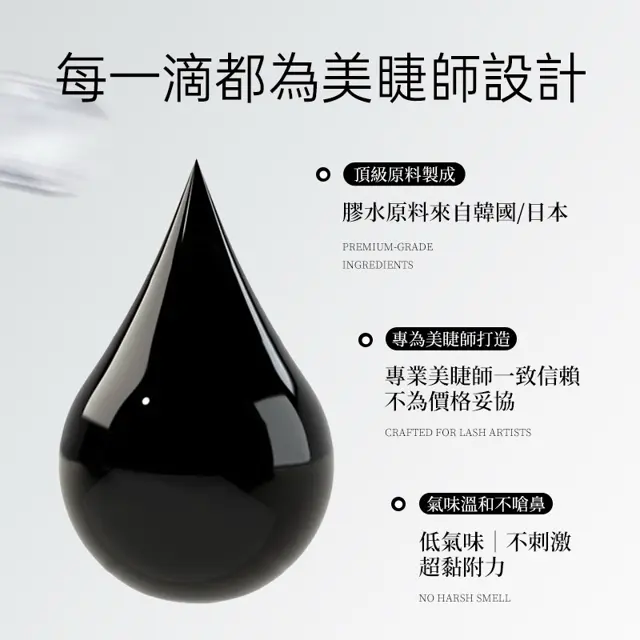 每一滴都為美睫師設計
頂級原料製成
膠水原料來自韓國/日本
PREMIUM-GRADE
INGREDIENTS
專為美睫師打造
專業美睫師一致信賴
不為價格妥協
CRAFTED FOR LASH ARTISTS
氣味溫和不嗆鼻
低氣味｜不刺激
超黏附力
NO HARSH SMELL